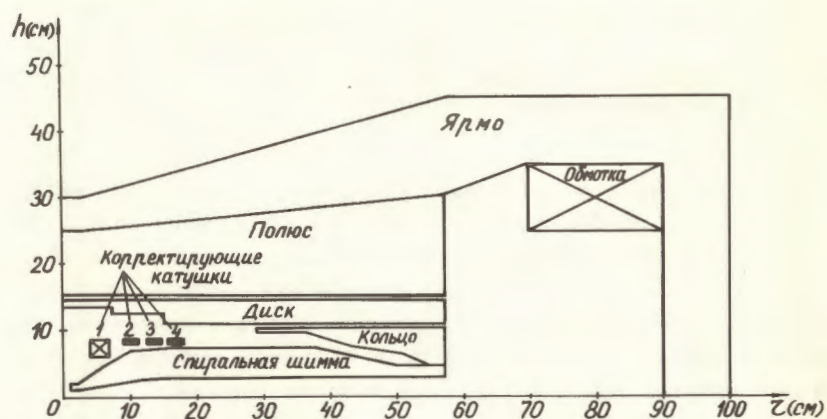 h(см)
50
40
30
20
10
0
Ярмо
Обмотка
Полюс
Корректирующие
катушки
Диск
1 2 3 4
Кольцо
Спиральная шимма
10 20 30 40 50 60 70 80 90 100 τ(см)